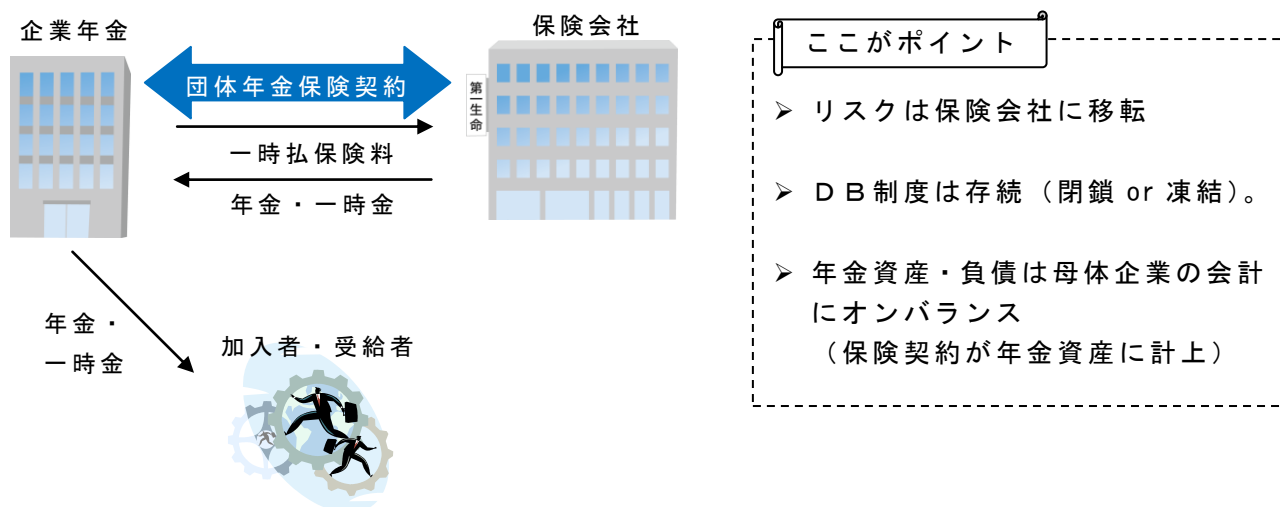 企業年金
保険会社
団体年金保険契約
第一生命
一時払保険料
年金・一時金
年金・
一時金
加入者・受給者
ここがポイント
➢ リスクは保険会社に移転
➢ ＤＢ制度は存続（閉鎖 or 凍結）。
➢ 年金資産・負債は母体企業の会計
にオンバランス
（保険契約が年金資産に計上）